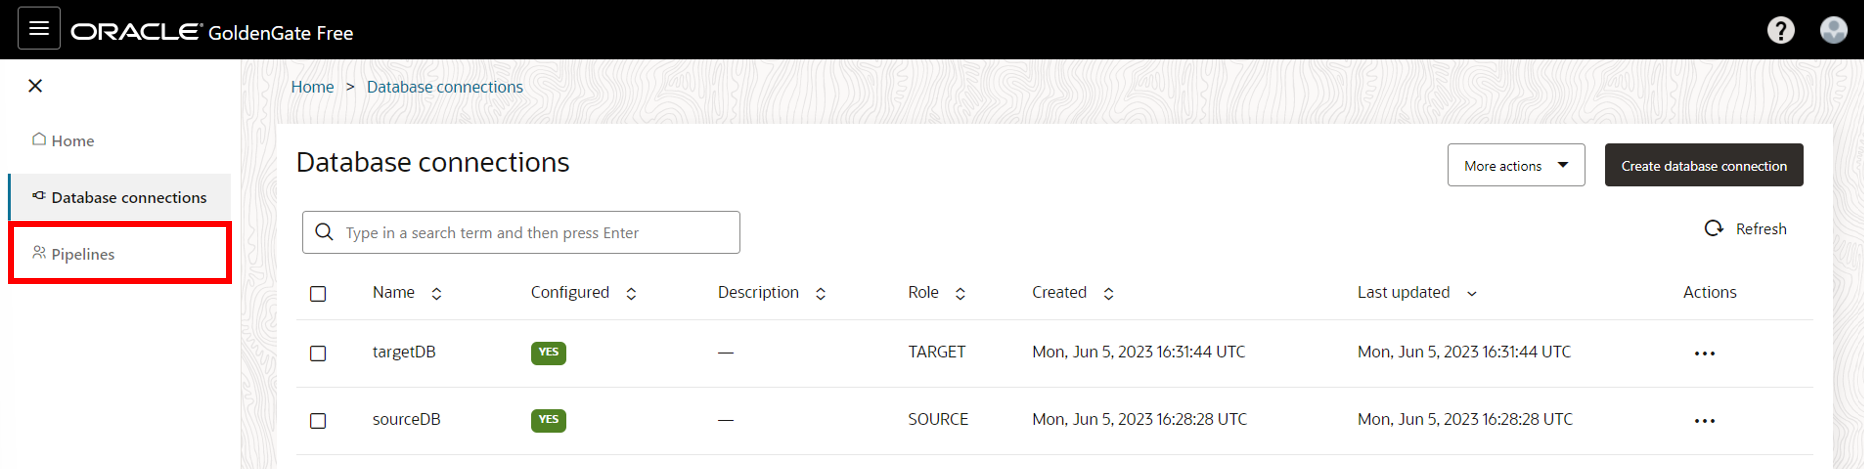 ORACLE GoldenGate Free
?
Home > Database connections
Home
Database connections
Pipelines
Database connections
More actions
Create database connection
Type in a search term and then press Enter
Refresh
Name Configured Description Role Created Last updated Actions
targetDB YES — TARGET Mon, Jun 5, 2023 16:31:44 UTC Mon, Jun 5, 2023 16:31:44 UTC ...
sourceDB YES — SOURCE Mon, Jun 5, 2023 16:28:28 UTC Mon, Jun 5, 2023 16:28:28 UTC ...